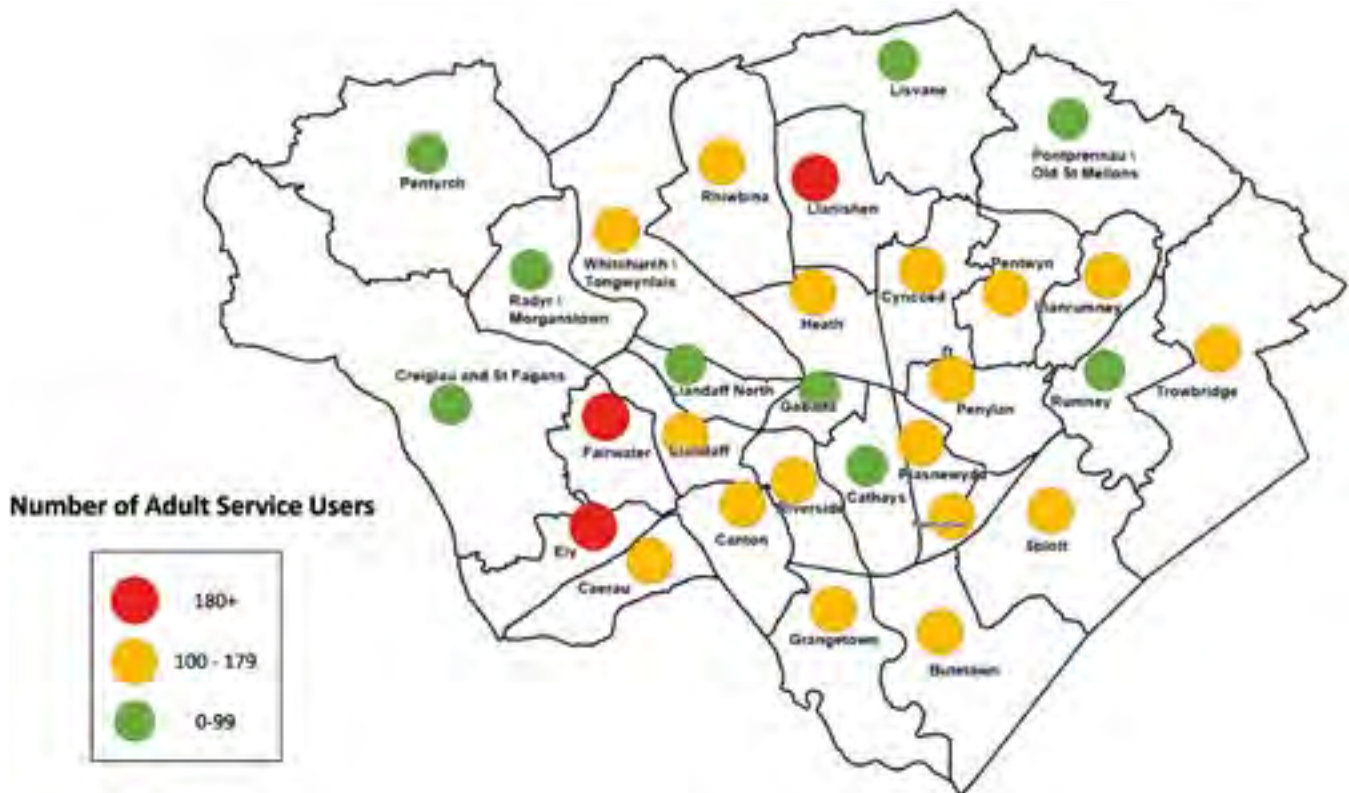 Lisvane
Pontprennau \
Old St Mellons
Pentyrch
Rhiwbina
Llanishen
Whitchurch \
Tongwynlais
Pentwyn
Radyr \
Morganstown
Heath
Cyncoed
Llanrumney
Creigiau and St Fagans
Llandaff North
Gabalfa
Penylan
Rumney
Trowbridge
Fairwater
Llandaff
Plasnewydd
Number of Adult Service Users
Riverside
Cathays
Ely
Canton
Splott
Caerau
180+
Grangetown
Butetown
100 - 179
0-99